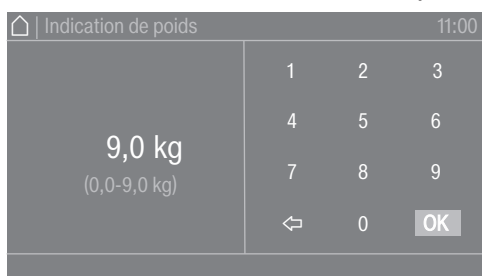 Indication de poids 11:00
9,0 kg
(0,0-9,0 kg)
1 2 3
4 5 6
7 8 9
0 OK